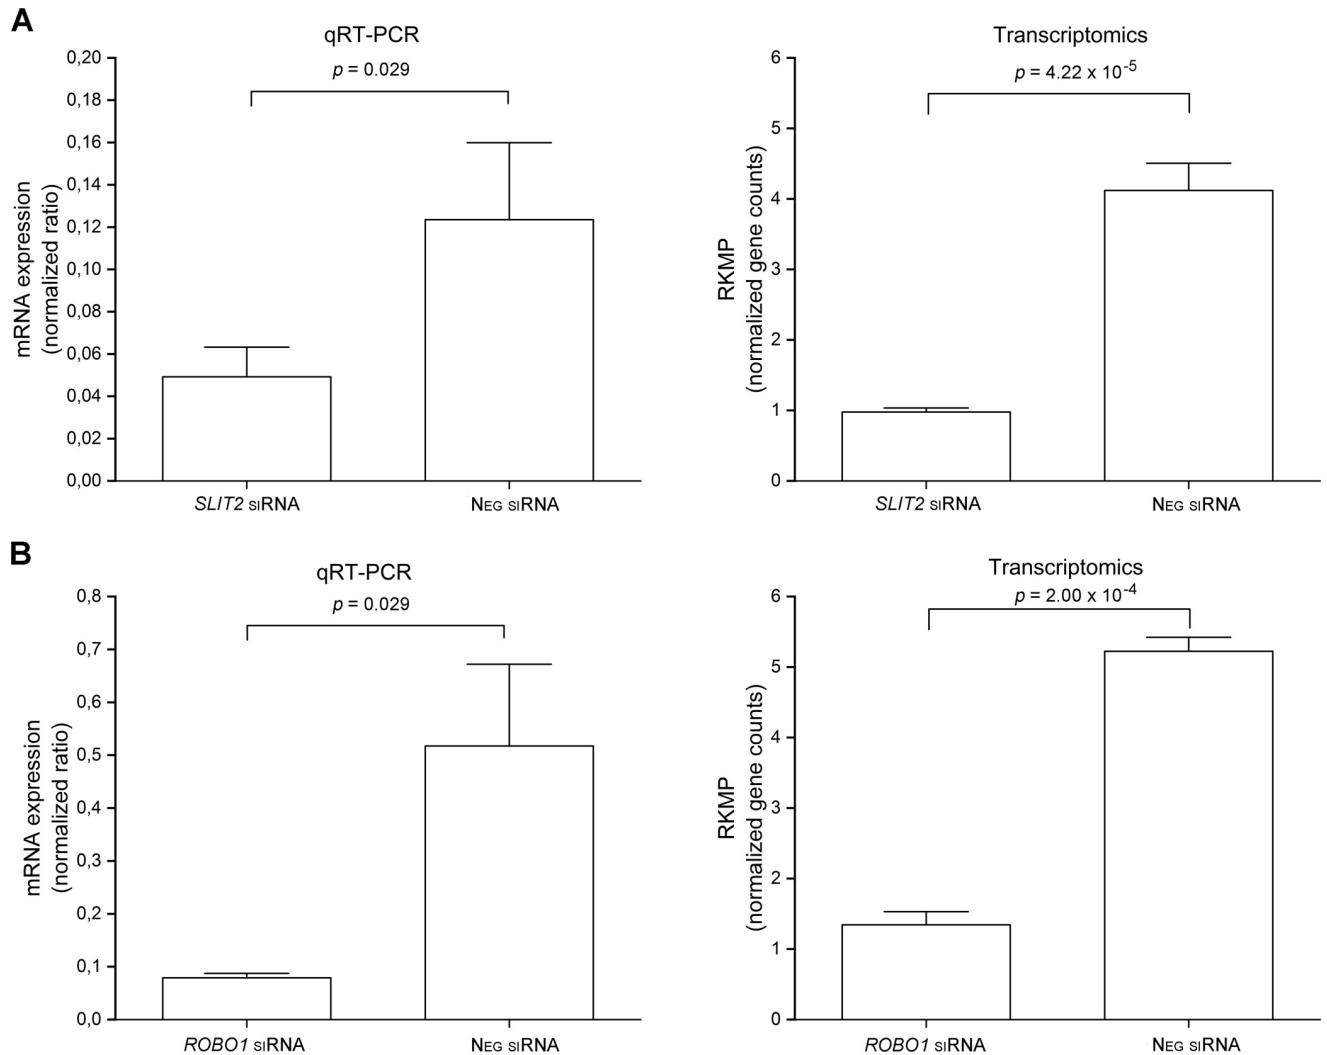 A
qRT-PCR
p = 0.029
0,20
0,18
0,16
0,14
0,12
0,10
0,08
0,06
0,04
0,02
0,00
mRNA expression
(normalized ratio)
SLIT2 siRNA
NEG siRNA
Transcriptomics
p = 4.22 x 10-5
6
5
4
3
2
1
0
RKMP
(normalized gene counts)
SLIT2 siRNA
NEG siRNA
B
qRT-PCR
p = 0.029
0,8
0,7
0,6
0,5
0,4
0,3
0,2
0,1
0,0
mRNA expression
(normalized ratio)
ROBO1 siRNA
NEG siRNA
Transcriptomics
p = 2.00 x 10-4
6
5
4
3
2
1
0
RKMP
(normalized gene counts)
ROBO1 siRNA
NEG siRNA